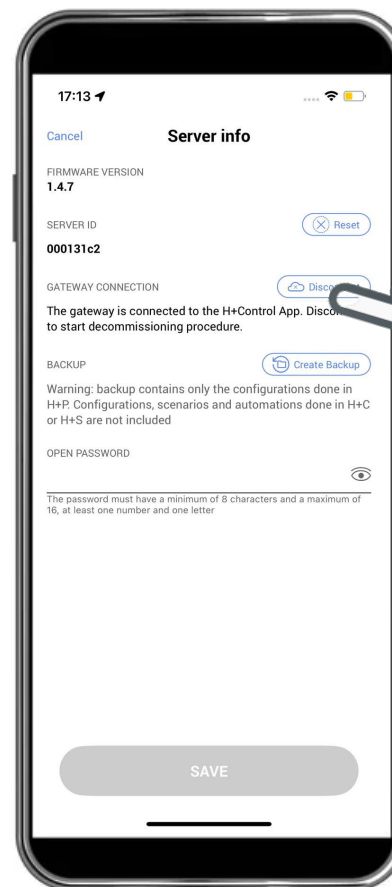 17:13
Cancel
Server info
FIRMWARE VERSION
1.4.7
SERVER ID
Reset
000131c2
GATEWAY CONNECTION
The gateway is connected to the H+Control App.
to start decommissioning procedure.
BACKUP
Create Backup
Warning: backup contains only the configurations done in
H+P. Configurations, scenarios and automations done in H+C
or H+S are not included
OPEN PASSWORD
The password must have a minimum of 8 characters and a maximum of
16, at least one number and one letter
SAVE